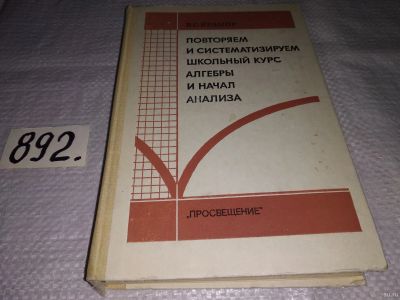 В.С.КРАМОР
ПОВТОРЯЕМ
И СИСТЕМАТИЗИРУЕМ
ШКОЛЬНЫЙ КУРС
АЛГЕБРЫ
И НАЧАЛ
АНАЛИЗА
892.
„ПРОСВЕЩЕНИЕ“